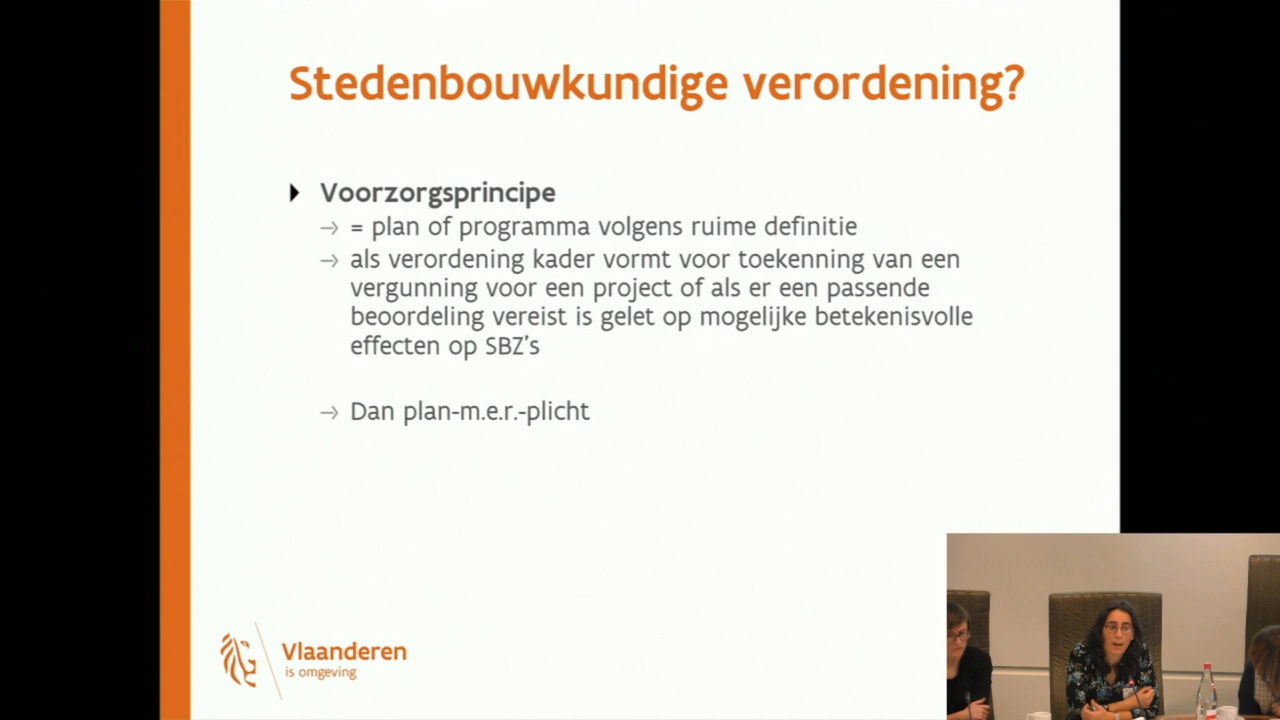 Stedenbouwkundige verordening?
Voorzorgsprincipe
→ = plan of programma volgens ruime definitie
→ als verordening kader vormt voor toekenning van een
vergunning voor een project of als er een passende
beoordeling vereist is gelet op mogelijke betekenisvolle
effecten op SBZ's
→ Dan plan-m.e.r.-plicht
Vlaanderen
is omgeving